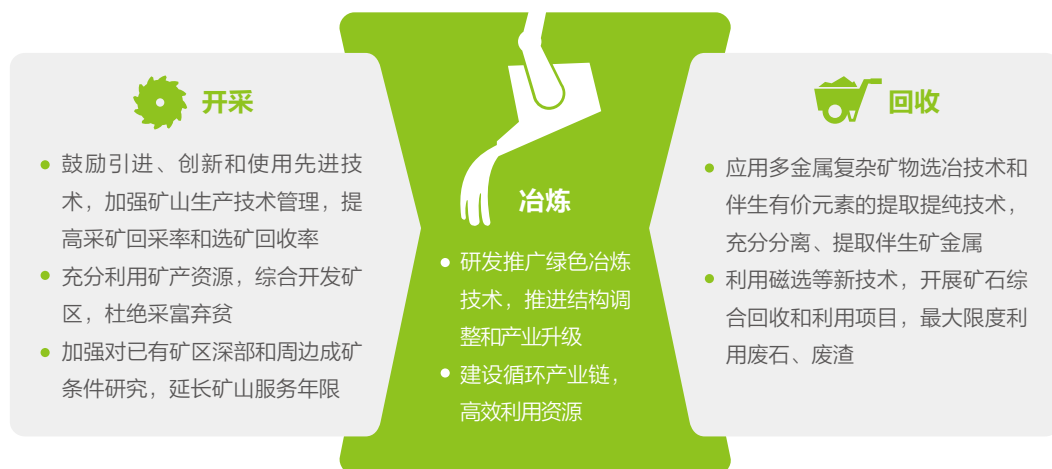 开采
● 鼓励引进、创新和使用先进技
术，加强矿山生产技术管理，提
高采矿回采率和选矿回收率
● 充分利用矿产资源，综合开发矿
区，杜绝采富弃贫
● 加强对已有矿区深部和周边成矿
条件研究，延长矿山服务年限
冶炼
● 研发推广绿色冶炼
技术，推进结构调
整和产业升级
● 建设循环产业链，
高效利用资源
回收
● 应用多金属复杂矿物选冶技术和
伴生有价元素的提取提纯技术，
充分分离、提取伴生矿金属
● 利用磁选等新技术，开展矿石综
合回收和利用项目，最大限度利
用废石、废渣